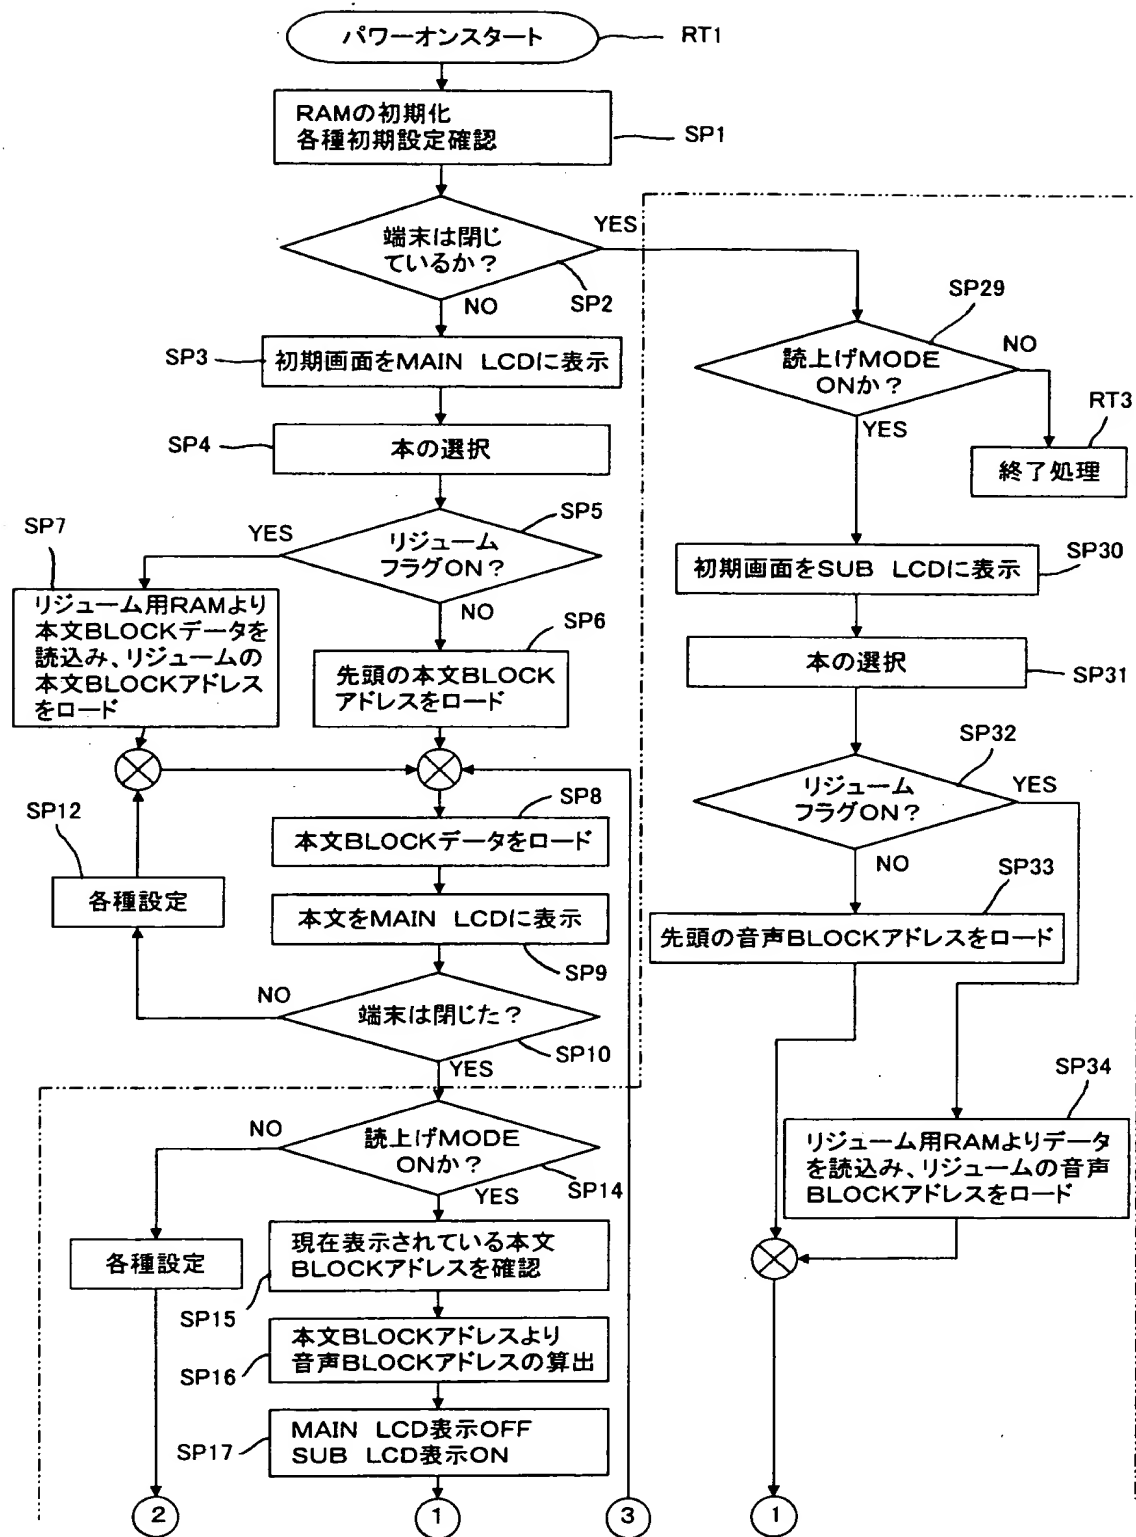 パワーオンスタート
RT1
RAMの初期化
各種初期設定確認
SP1
端末は閉じ
ているか?
YES
SP2
NO
SP3
初期画面をMAIN LCDに表示
SP4
本の選択
SP5
リジューム
フラグON?
YES
NO
SP7
リジューム用RAMより
本文BLOCKデータを
読込み、リジュームの
本文BLOCKアドレス
をロード
SP6
先頭の本文BLOCK
アドレスをロード
SP8
本文BLOCKデータをロード
SP12
各種設定
本文をMAIN LCDに表示
SP9
NO
端末は閉じた?
SP10
YES
NO
読上げMODE
ONか?
SP14
YES
各種設定
現在表示されている本文
BLOCKアドレスを確認
SP15
本文BLOCKアドレスより
音声BLOCKアドレスの算出
SP16
MAIN LCD表示OFF
SUB LCD表示ON
SP17
2
1
3
SP29
読上げMODE
ONか?
NO
YES
RT3
終了処理
初期画面をSUB LCDに表示
SP30
本の選択
SP31
SP32
リジューム
フラグON?
YES
NO
SP33
先頭の音声BLOCKアドレスをロード
SP34
リジューム用RAMよりデータ
を読込み、リジュームの音声
BLOCKアドレスをロード
1